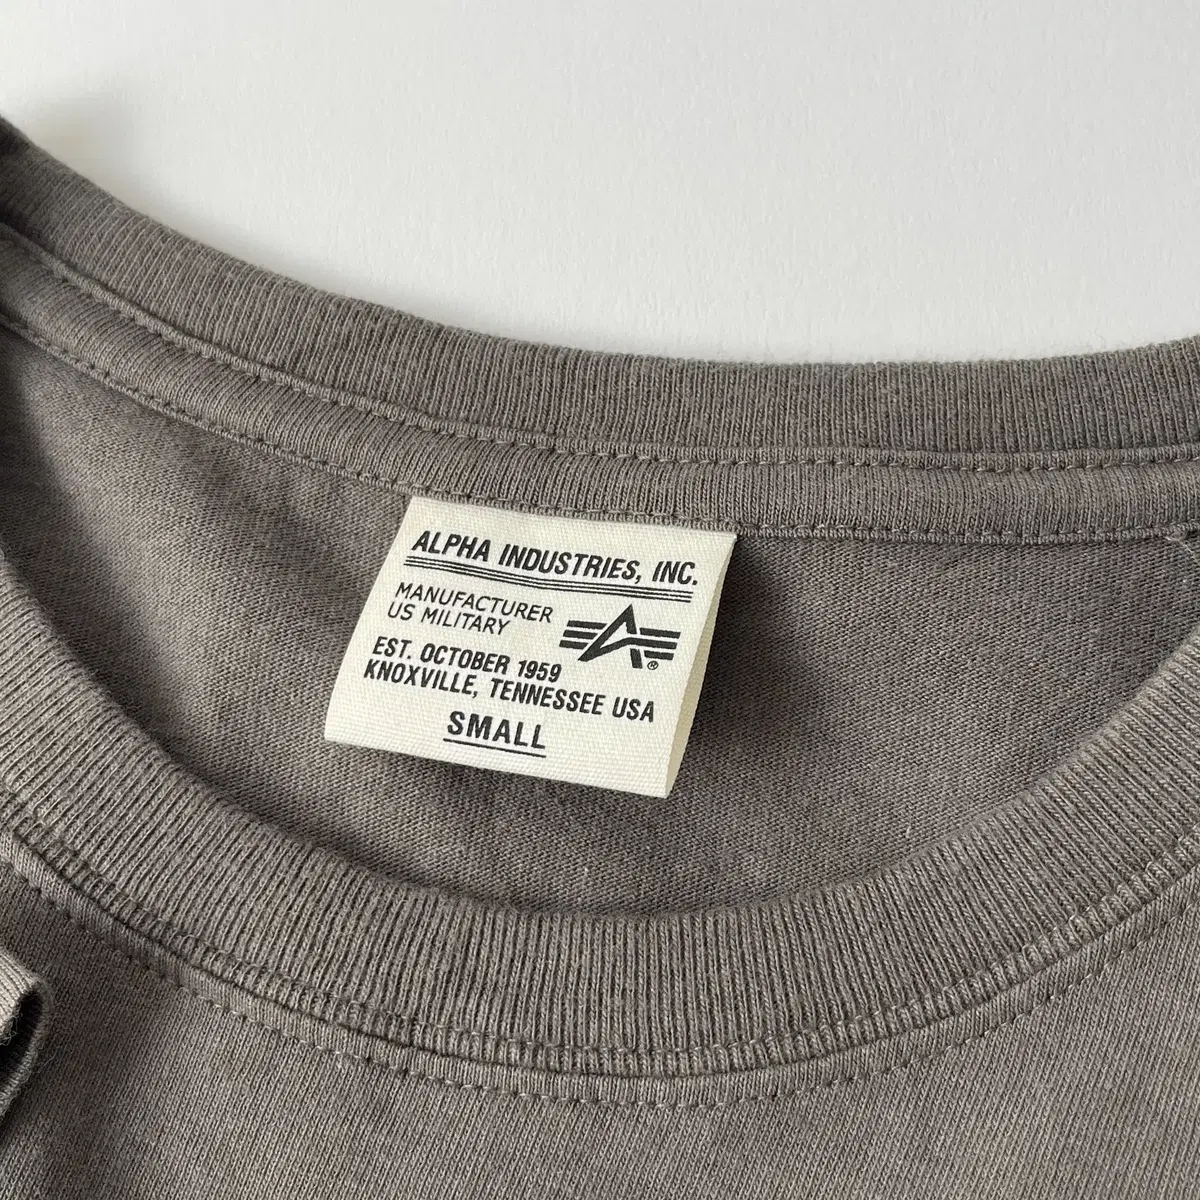 ALPHA INDUSTRIES, INC.
MANUFACTURER
US MILITARY
®
EST. OCTOBER 1959
KNOXVILLE, TENNESSEE USA
SMALL